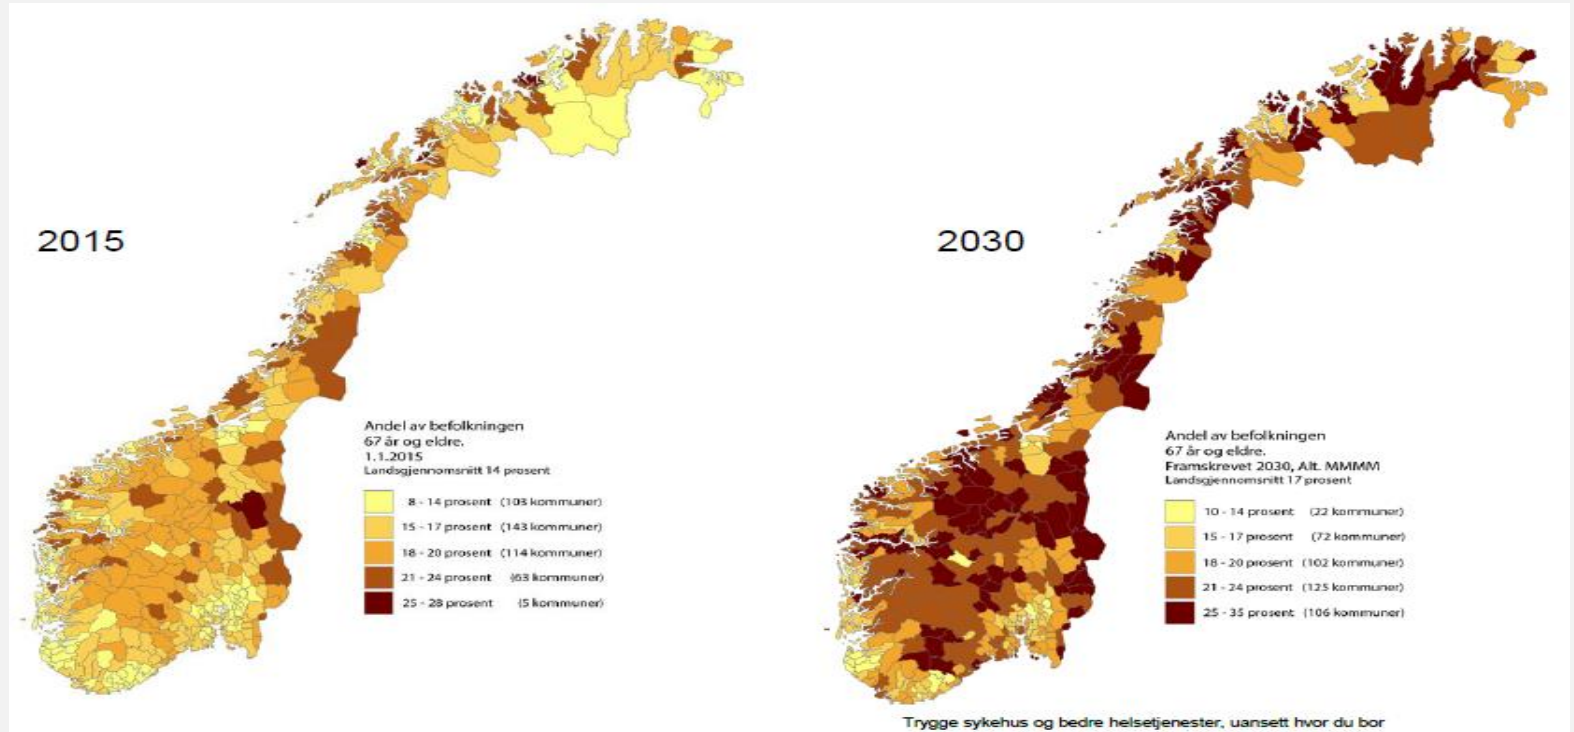 2015
Andel av befolkningen
67 år og eldre.
1.1.2015
Landsgjennomsnitt 14 prosent
8 - 14 prosent (103 kommuner)
15 - 17 prosent (143 kommuner)
18 - 20 prosent (114 kommuner)
21 - 24 prosent (63 kommuner)
25 - 28 prosent (5 kommuner)
2030
Andel av befolkningen
67 år og eldre.
Framskrevet 2030, Alt. MMMM
Landsgjennomsnitt 17 prosent
10 - 14 prosent (22 kommuner)
15 - 17 prosent (72 kommuner)
18 - 20 prosent (102 kommuner)
21 - 24 prosent (125 kommuner)
25 - 35 prosent (106 kommuner)
Trygge sykehus og bedre helsetjenester, uansett hvor du bor